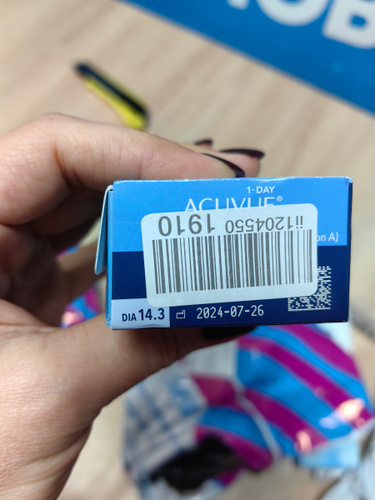 1-DAY
ACUVUE®
ii1204550 1910
on A)
DIA 14.3 2024-07-26